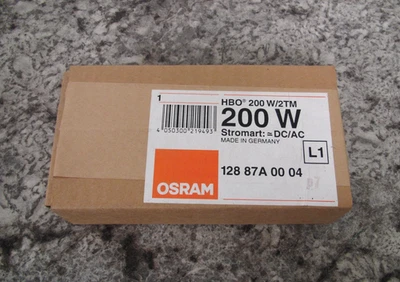 1
HBO® 200 W/2TM
200 W
Stromart: ≂DC/AC
MADE IN GERMANY
4 050300 219493
L1
OSRAM
128 87A 00 04